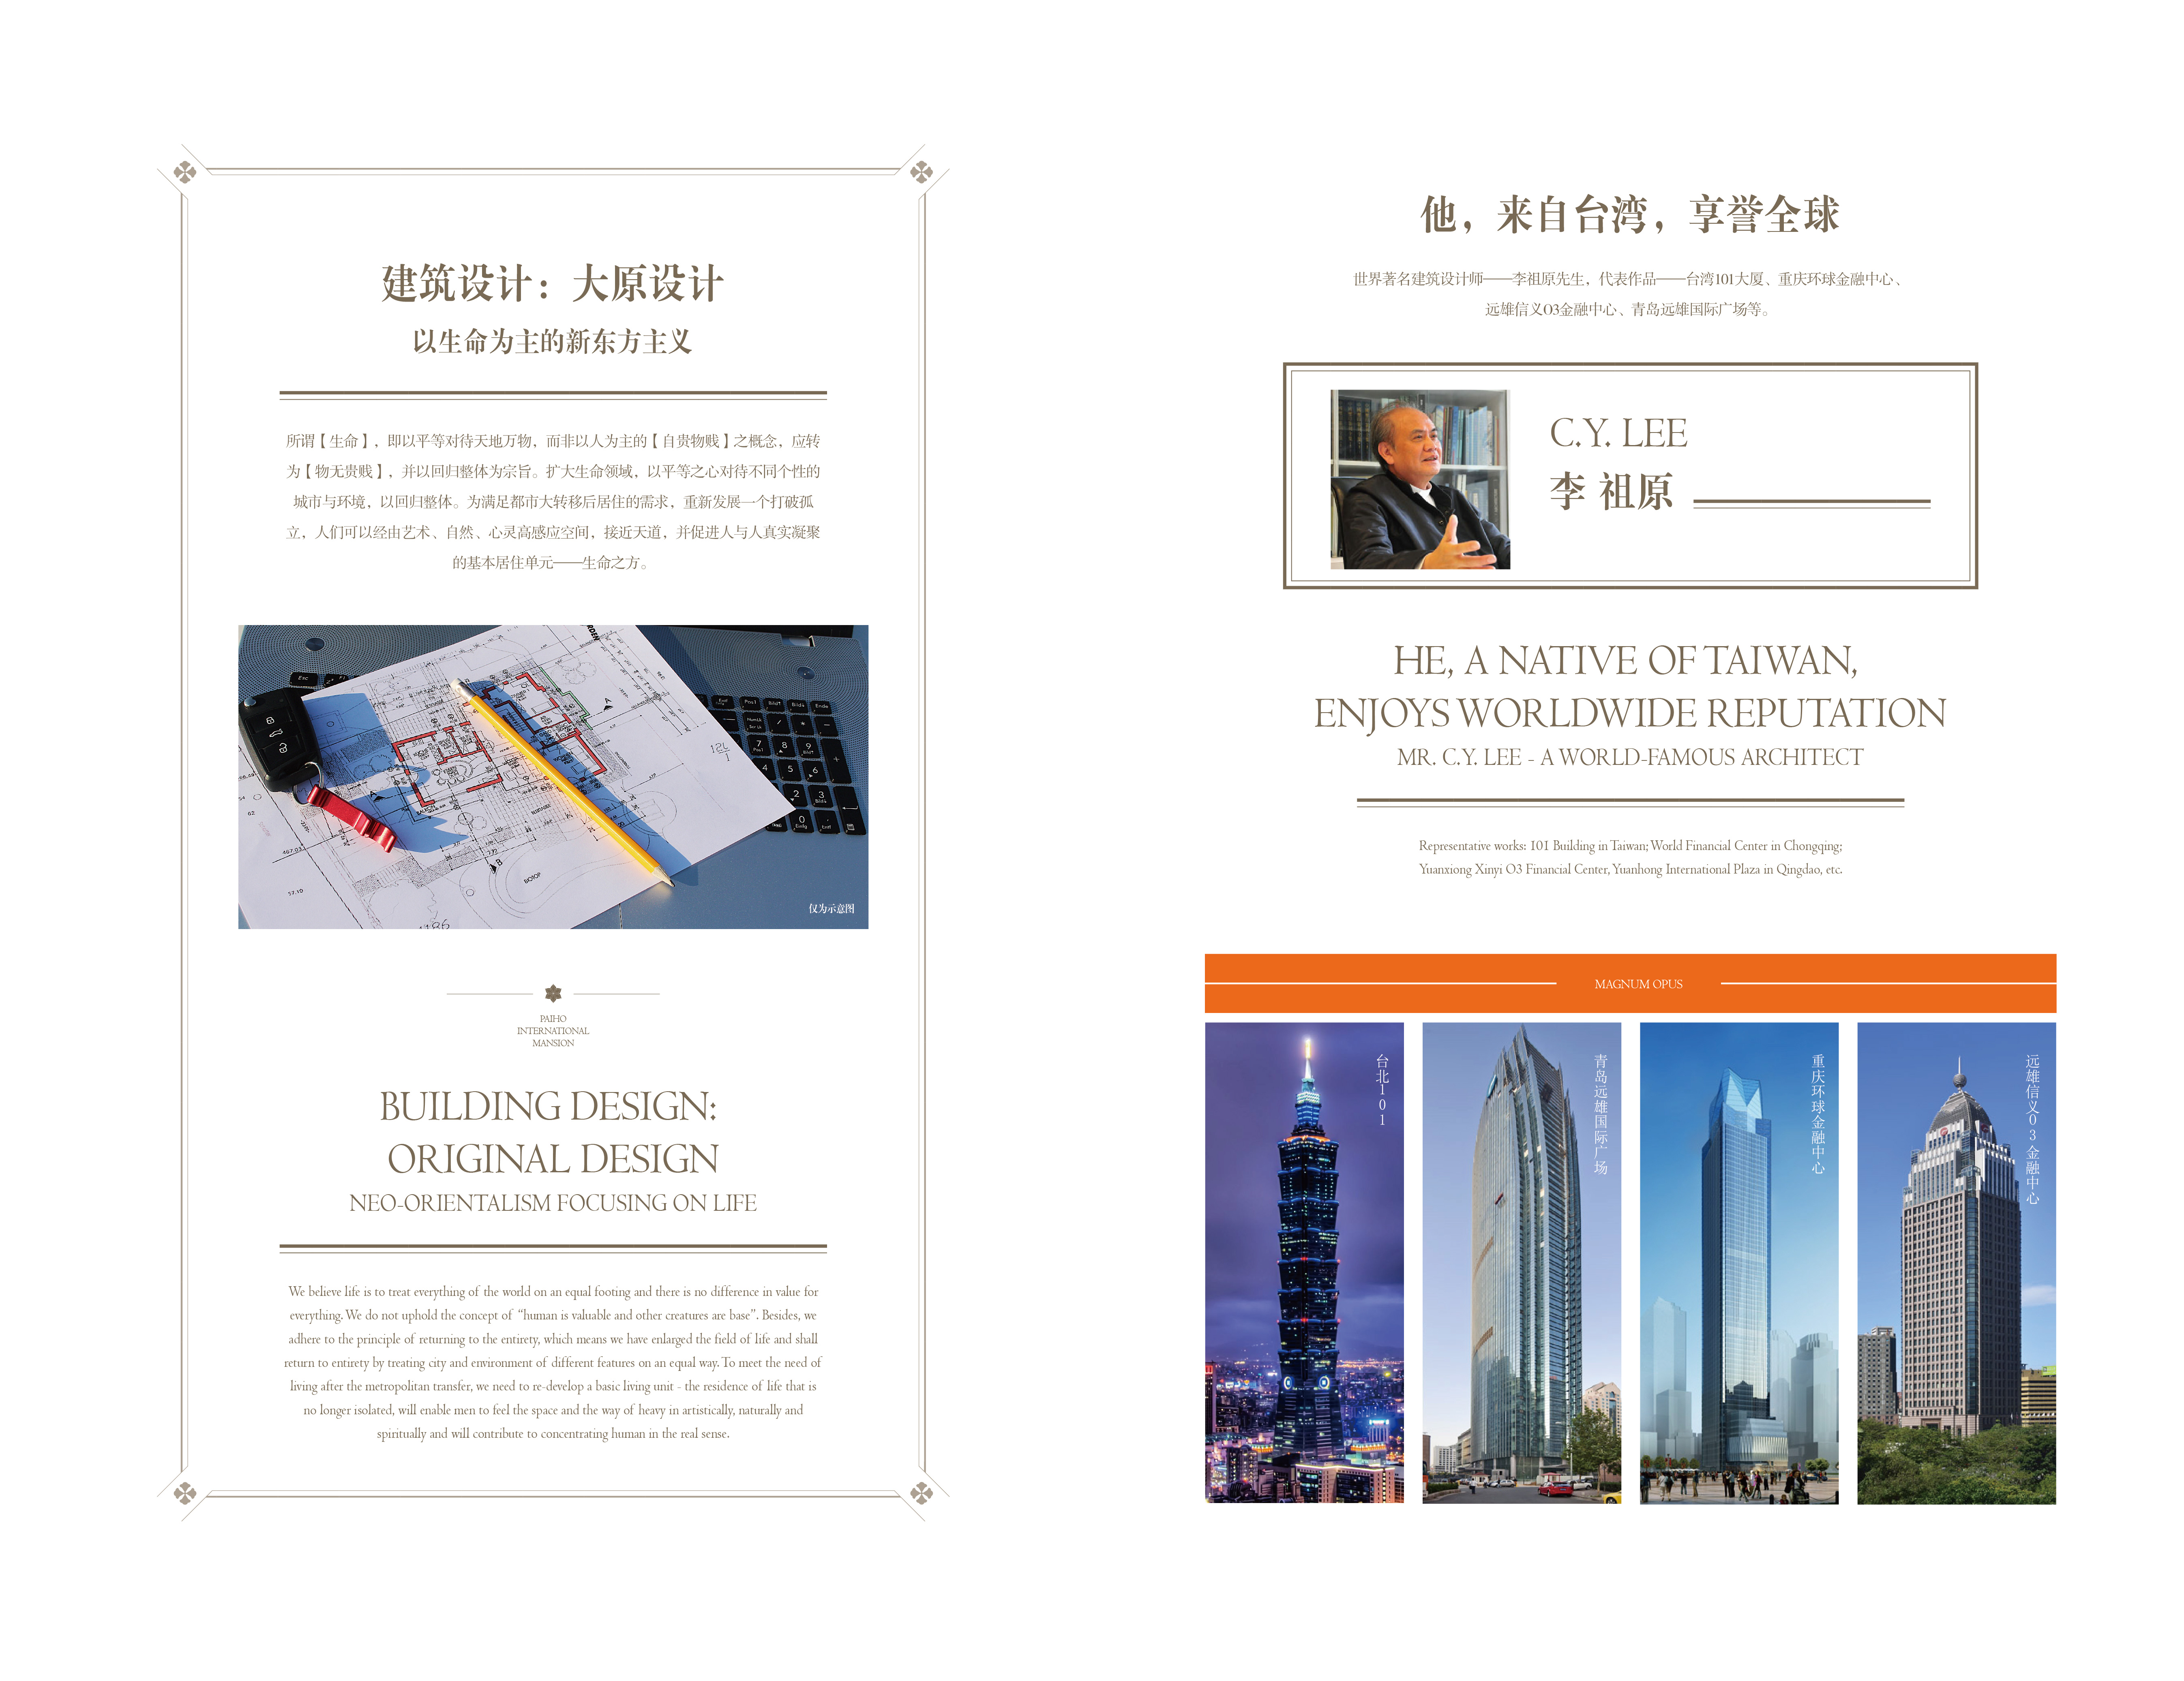 建筑设计：大原设计
以生命为主的新东方主义
所谓【生命】，即以平等对待天地万物，而非以人为主的【自贵物贱】之概念，应转
为【物无贵贱】，并以回归整体为宗旨。扩大生命领域，以平等之心对待不同个性的
城市与环境，以回归整体。为满足都市大转移后居住的需求，重新发展一个打破孤
立，人们可以经由艺术、自然、心灵高感应空间，接近天道，并促进人与人真实凝聚
的基本居住单元——生命之方。
仅为示意图
PAIHO
INTERNATIONAL
MANSION
BUILDING DESIGN:
ORIGINAL DESIGN
NEO-ORIENTALISM FOCUSING ON LIFE
We believe life is to treat everything of the world on an equal footing and there is no difference in value for
everything. We do not uphold the concept of “human is valuable and other creatures are base”. Besides, we
adhere to the principle of returning to the entirety, which means we have enlarged the field of life and shall
return to entirety by treating city and environment of different features on an equal way. To meet the need of
living after the metropolitan transfer, we need to re-develop a basic living unit - the residence of life that is
no longer isolated, will enable men to feel the space and the way of heavy in artistically, naturally and
spiritually and will contribute to concentrating human in the real sense.
他，来自台湾，享誉全球
世界著名建筑设计师——李祖原先生，代表作品——台湾101大厦、重庆环球金融中心、
远雄信义O3金融中心、青岛远雄国际广场等。
C.Y. LEE
李 祖原
HE, A NATIVE OF TAIWAN,
ENJOYS WORLDWIDE REPUTATION
MR. C.Y. LEE - A WORLD-FAMOUS ARCHITECT
Representative works: 101 Building in Taiwan; World Financial Center in Chongqing;
Yuanxiong Xinyi O3 Financial Center, Yuanhong International Plaza in Qingdao, etc.
MAGNUM OPUS
台北101
青岛远雄国际广场
重庆环球金融中心
远雄信义03金融中心